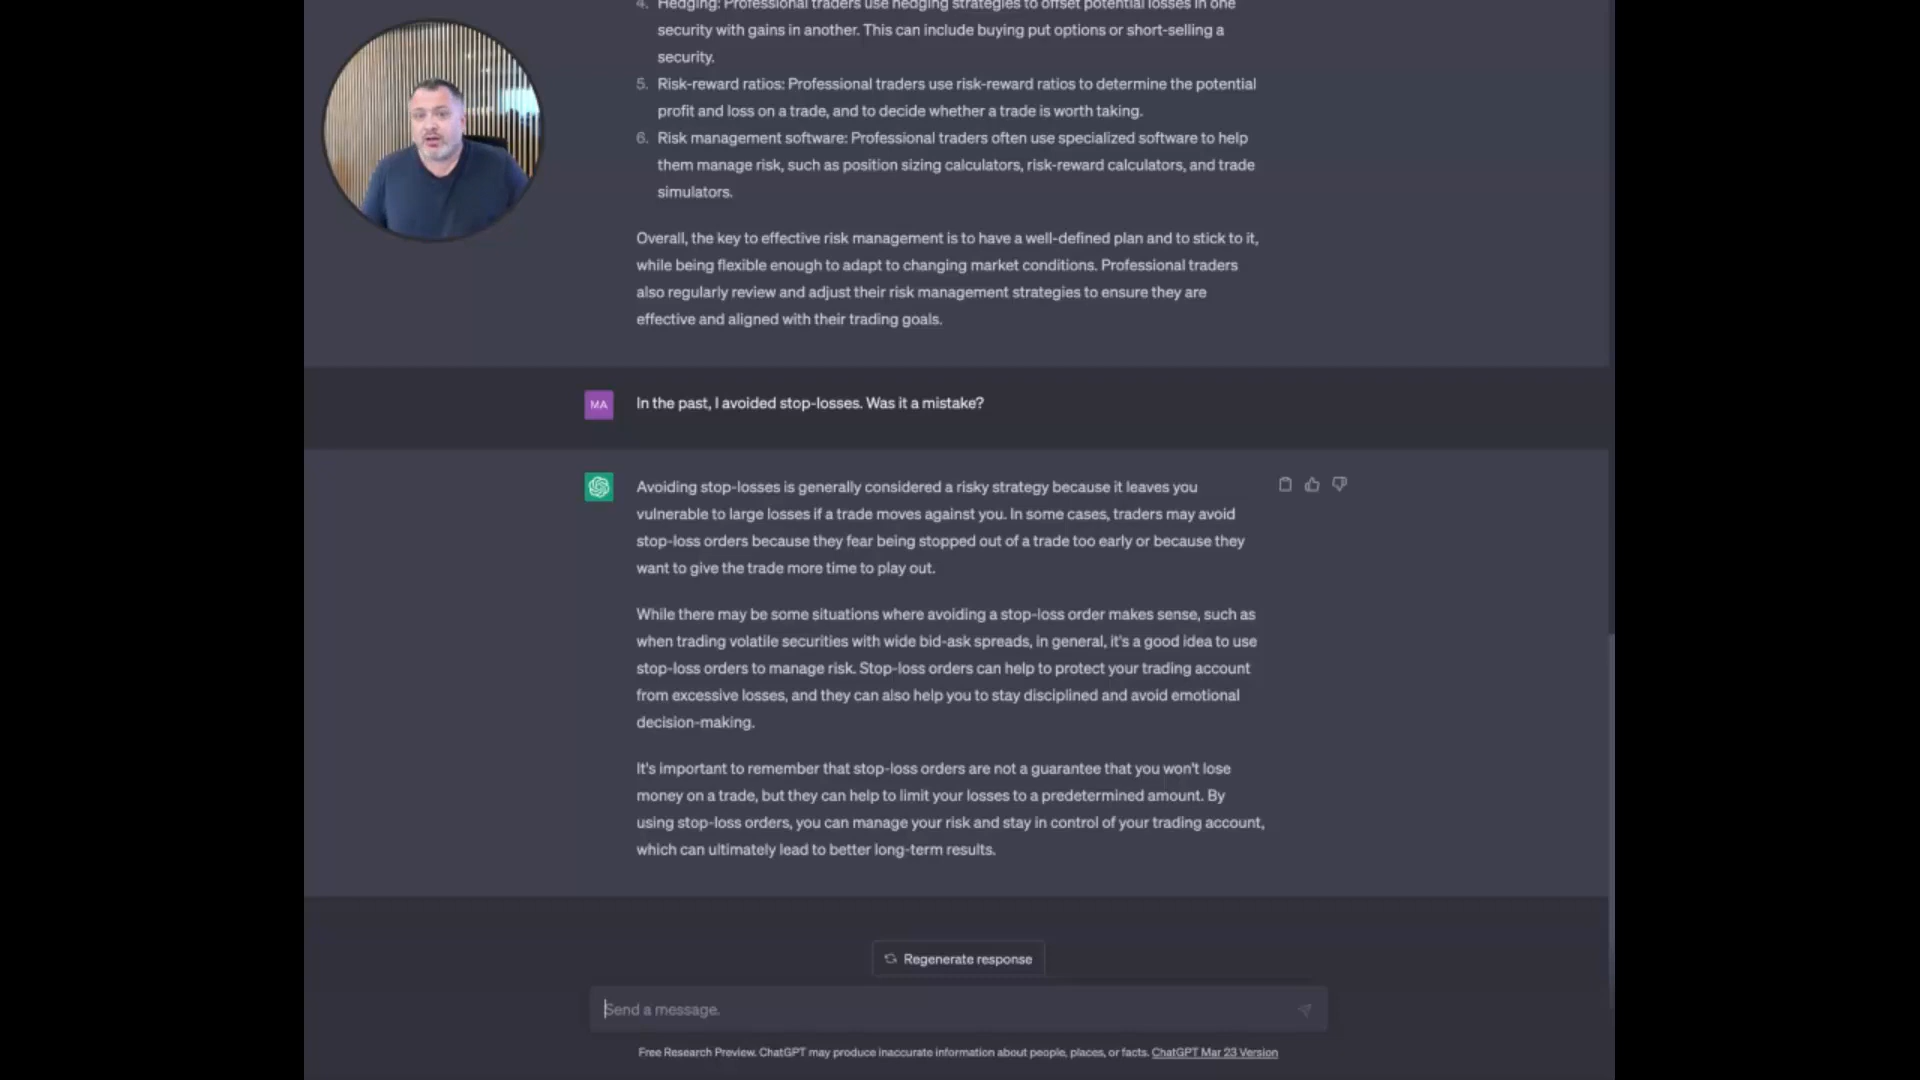 4. Hedging: Professional traders use hedging strategies to offset potential losses in one
security with gains in another. This can include buying put options or short-selling a
security.
5. Risk-reward ratios: Professional traders use risk-reward ratios to determine the potential
profit and loss on a trade, and to decide whether a trade is worth taking.
6. Risk management software: Professional traders often use specialized software to help
them manage risk, such as position sizing calculators, risk-reward calculators, and trade
simulators.
Overall, the key to effective risk management is to have a well-defined plan and to stick to it,
while being flexible enough to adapt to changing market conditions. Professional traders
also regularly review and adjust their risk management strategies to ensure they are
effective and aligned with their trading goals.
MA In the past, I avoided stop-losses. Was it a mistake?
Avoiding stop-losses is generally considered a risky strategy because it leaves you
vulnerable to large losses if a trade moves against you. In some cases, traders may avoid
stop-loss orders because they fear being stopped out of a trade too early or because they
want to give the trade more time to play out.
While there may be some situations where avoiding a stop-loss order makes sense, such as
when trading volatile securities with wide bid-ask spreads, in general, it's a good idea to use
stop-loss orders to manage risk. Stop-loss orders can help to protect your trading account
from excessive losses, and they can also help you to stay disciplined and avoid emotional
decision-making.
It's important to remember that stop-loss orders are not a guarantee that you won't lose
money on a trade, but they can help to limit your losses to a predetermined amount. By
using stop-loss orders, you can manage your risk and stay in control of your trading account,
which can ultimately lead to better long-term results.
Regenerate response
Send a message.
Free Research Preview. ChatGPT may produce inaccurate information about people, places, or facts. ChatGPT Mar 23 Version